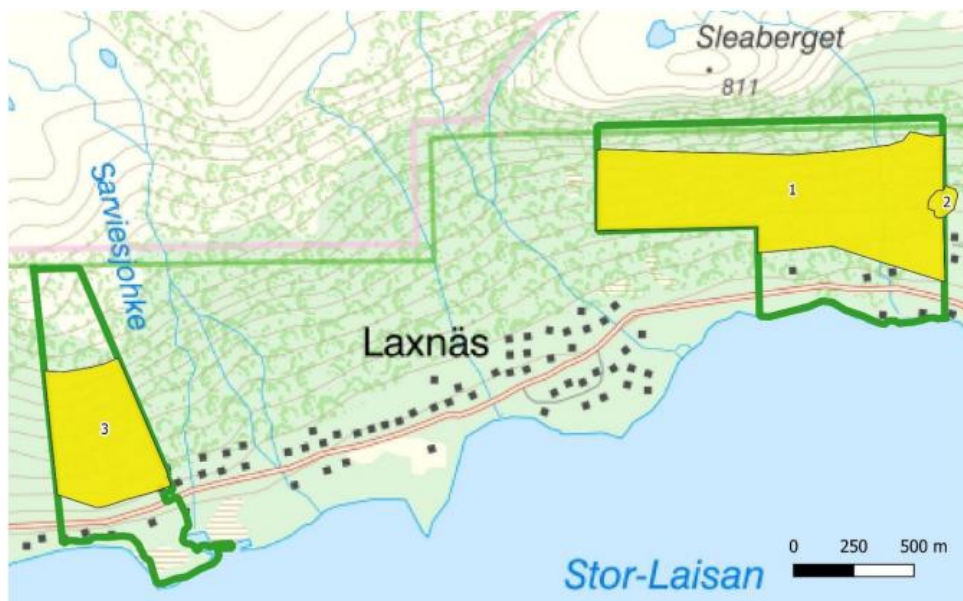 Sleaberget
811
1
2
Sarviesjohke
Laxnäs
3
0 250 500 m
Stor-Laisan